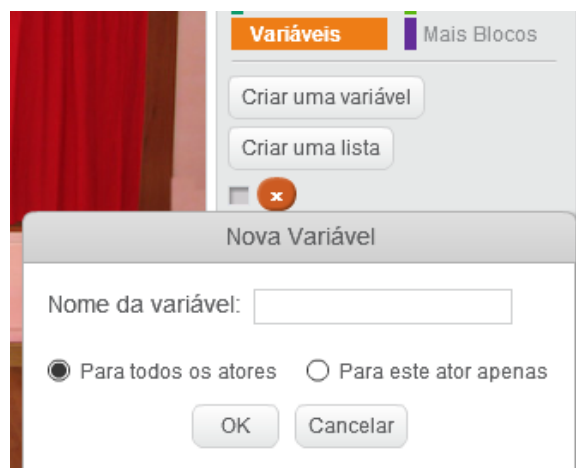 Variáveis Mais Blocos
Criar uma variável
Criar uma lista
x
Nova Variável
Nome da variável:
Para todos os atores Para este ator apenas
OK Cancelar